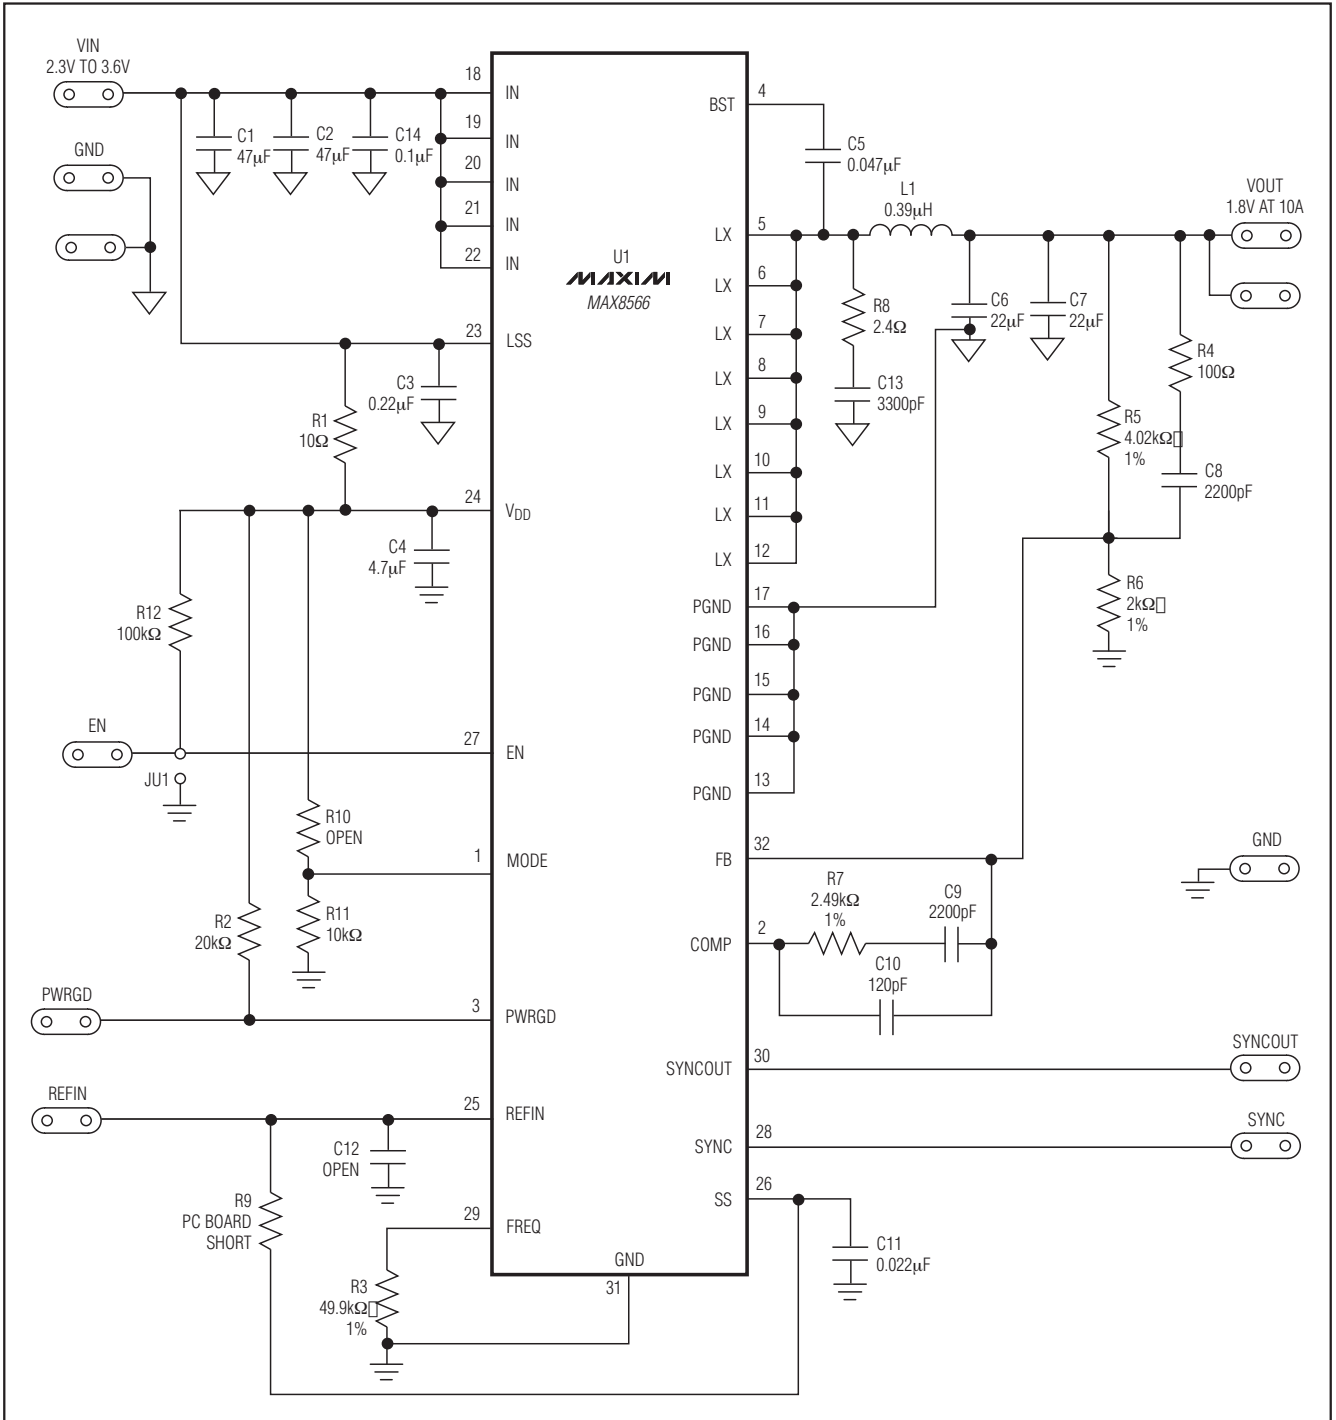 VIN
2.3V TO 3.6V
GND
18
IN
19
IN
20
IN
21
IN
22
IN
C1
47µF
C2
47µF
C14
0.1µF
23
LSS
C3
0.22µF
R1
10Ω
24
VDD
C4
4.7µF
R12
100kΩ
EN
JU1
27
EN
R10
OPEN
1
MODE
R11
10kΩ
R2
20kΩ
PWRGD
3
PWRGD
REFIN
25
REFIN
C12
OPEN
R9
PC BOARD
SHORT
29
FREQ
R3
49.9kΩ
1%
GND
31
U1
MAXIM
MAX8566
BST
4
C5
0.047µF
L1
0.39µH
VOUT
1.8V AT 10A
LX
5
LX
6
LX
7
LX
8
LX
9
LX
10
LX
11
LX
12
R8
2.4Ω
C13
3300pF
C6
22µF
C7
22µF
R4
100Ω
R5
4.02kΩ
1%
C8
2200pF
R6
2kΩ
1%
PGND
17
PGND
16
PGND
15
PGND
14
PGND
13
FB
32
GND
R7
2.49kΩ
1%
C9
2200pF
COMP
2
C10
120pF
SYNCOUT
30
SYNCOUT
SYNC
28
SYNC
SS
26
C11
0.022µF